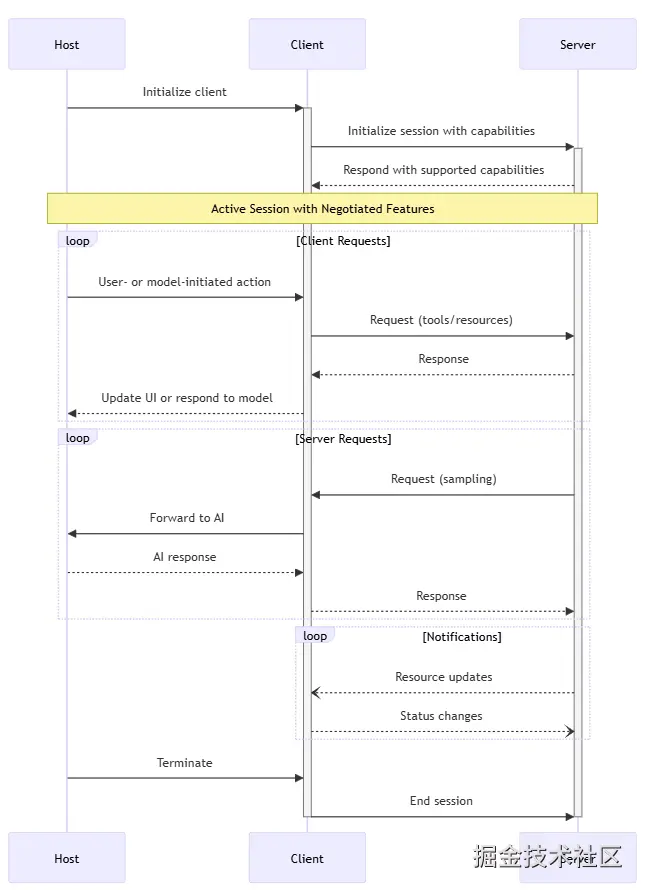 Host
Client
Server
Initialize client
Initialize session with capabilities
Respond with supported capabilities
Active Session with Negotiated Features
loop
[Client Requests]
User- or model-initiated action
Request (tools/resources)
Response
Update UI or respond to model
loop
[Server Requests]
Request (sampling)
Forward to AI
AI response
Response
loop
[Notifications]
Resource updates
Status changes
Terminate
End session
Host
Client
Server
掘金技术社区